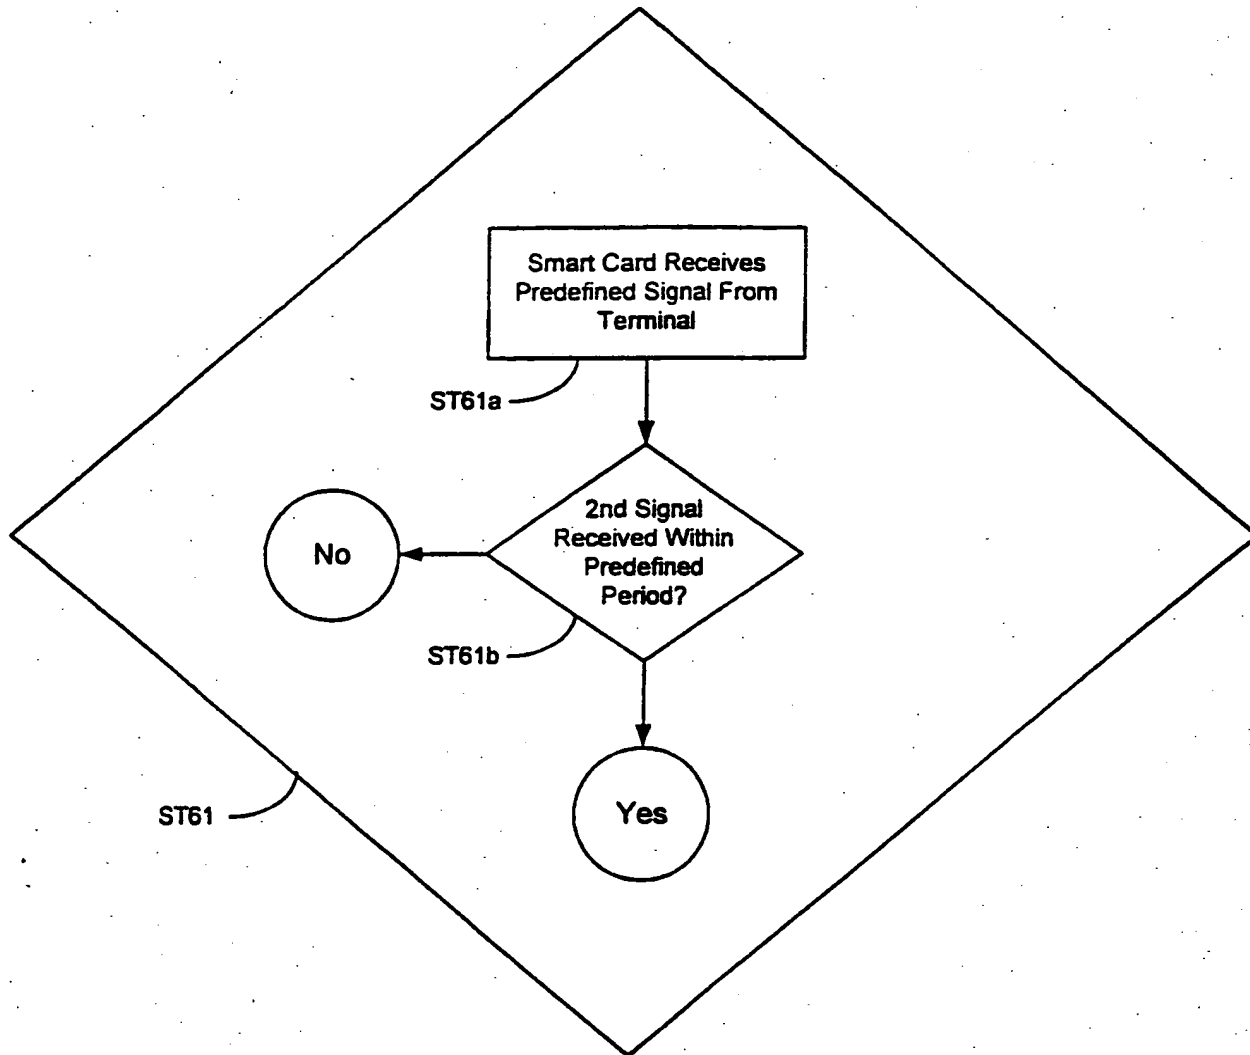 Smart Card Receives
Predefined Signal From
Terminal
ST61a
2nd Signal
Received Within
Predefined
Period?
No
ST61b
ST61
Yes